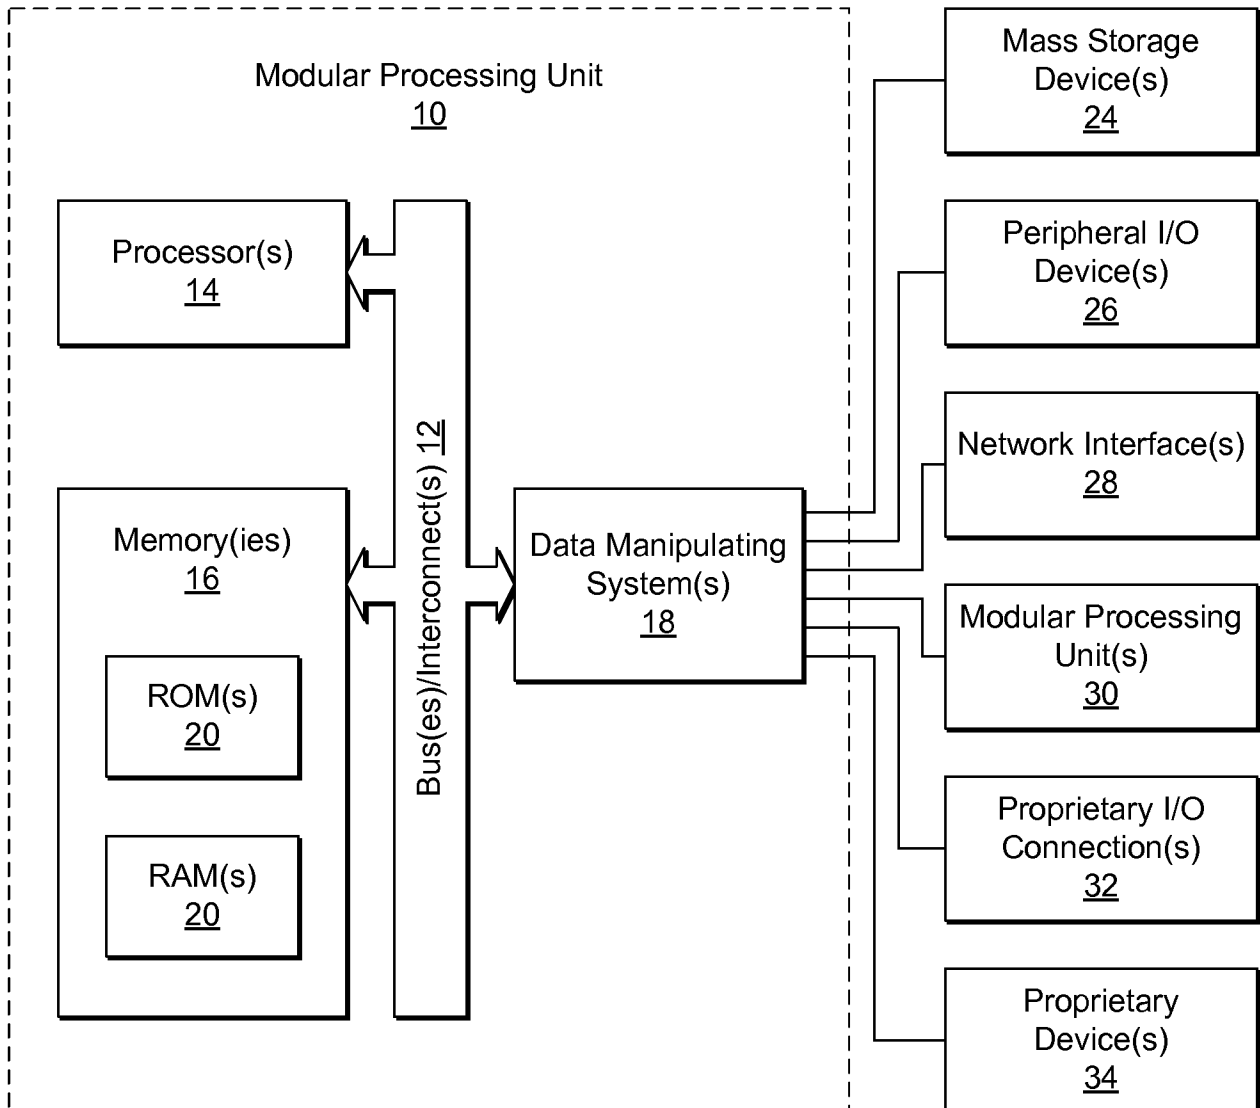 Modular Processing Unit
10
Processor(s)
14
Memory(ies)
16
ROM(s)
20
RAM(s)
20
Bus(es)/Interconnect(s) 12
Data Manipulating
System(s)
18
Mass Storage
Device(s)
24
Peripheral I/O
Device(s)
26
Network Interface(s)
28
Modular Processing
Unit(s)
30
Proprietary I/O
Connection(s)
32
Proprietary
Device(s)
34